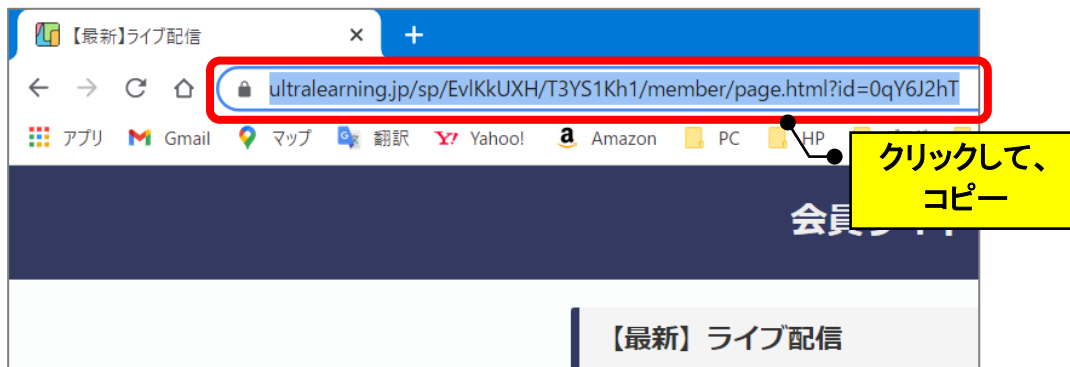 【最新】ライブ配信
ultralearning.jp/sp/EvlKkUXH/T3YS1Kh1/member/page.html?id=0qY6J2hT
アプリ Gmail マップ 翻訳 Yahoo! Amazon PC HP
クリックして、
コピー
会員
【最新】ライブ配信